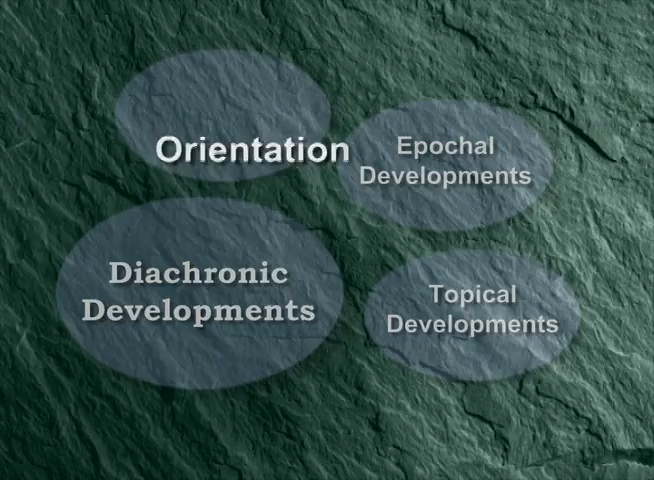 Orientation
Epochal
Developments
Diachronic
Developments
Topical
Developments